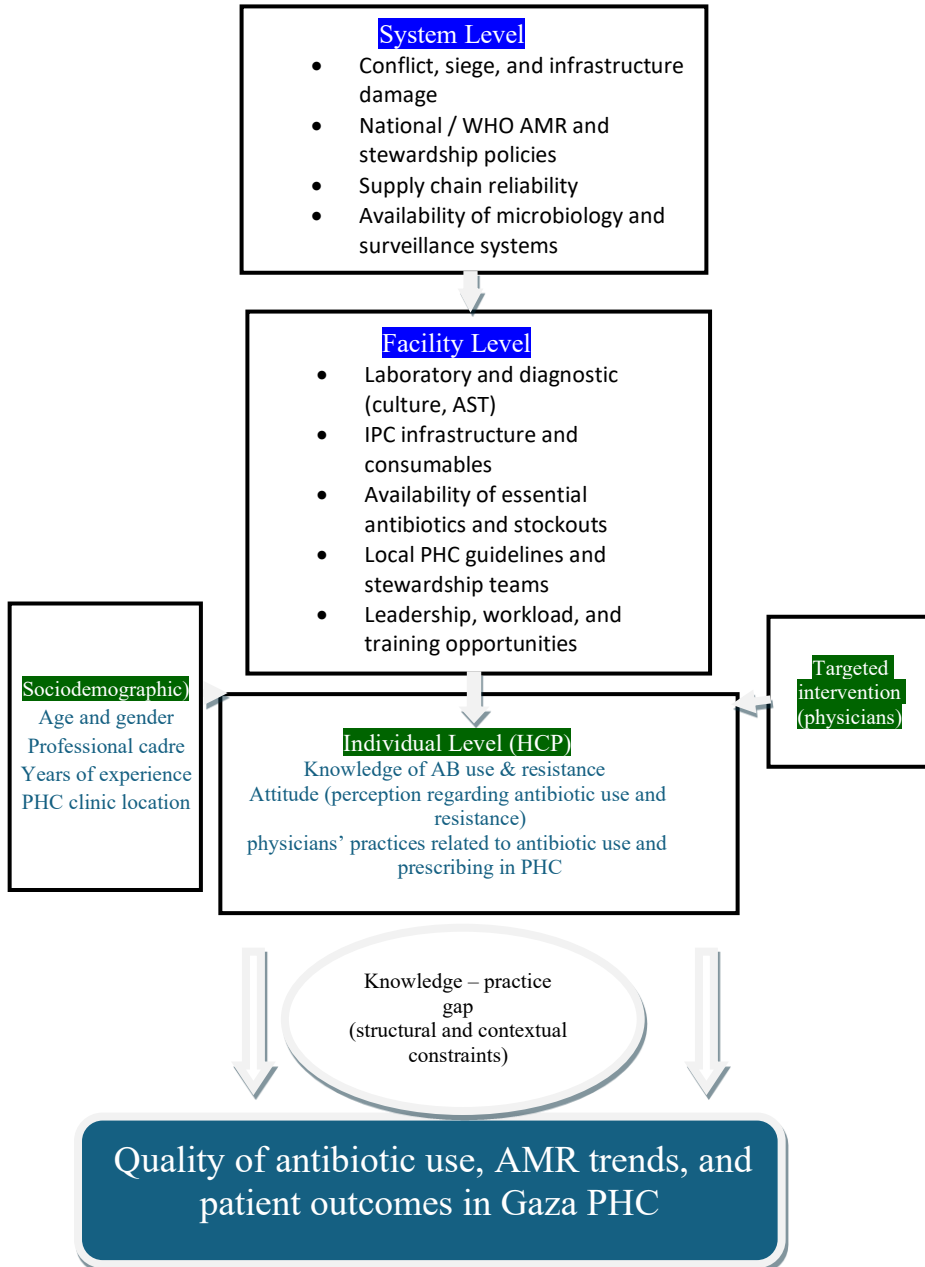 System Level
• Conflict, siege, and infrastructure
damage
• National / WHO AMR and
stewardship policies
• Supply chain reliability
• Availability of microbiology and
surveillance systems
Facility Level
• Laboratory and diagnostic
(culture, AST)
• IPC infrastructure and
consumables
• Availability of essential
antibiotics and stockouts
• Local PHC guidelines and
stewardship teams
• Leadership, workload, and
training opportunities
Sociodemographic)
Age and gender
Professional cadre
Years of experience
PHC clinic location
Targeted
intervention
(physicians)
Individual Level (HCP)
Knowledge of AB use & resistance
Attitude (perception regarding antibiotic use and
resistance)
physicians’ practices related to antibiotic use and
prescribing in PHC
Knowledge – practice
gap
(structural and contextual
constraints)
Quality of antibiotic use, AMR trends, and
patient outcomes in Gaza PHC